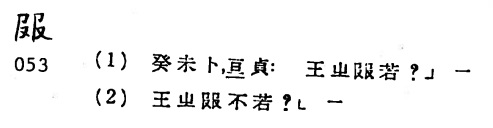 053 (1) 癸未卜,亘貞: 王㞢若?」 一
(2) 王㞢不若?﹂ 一